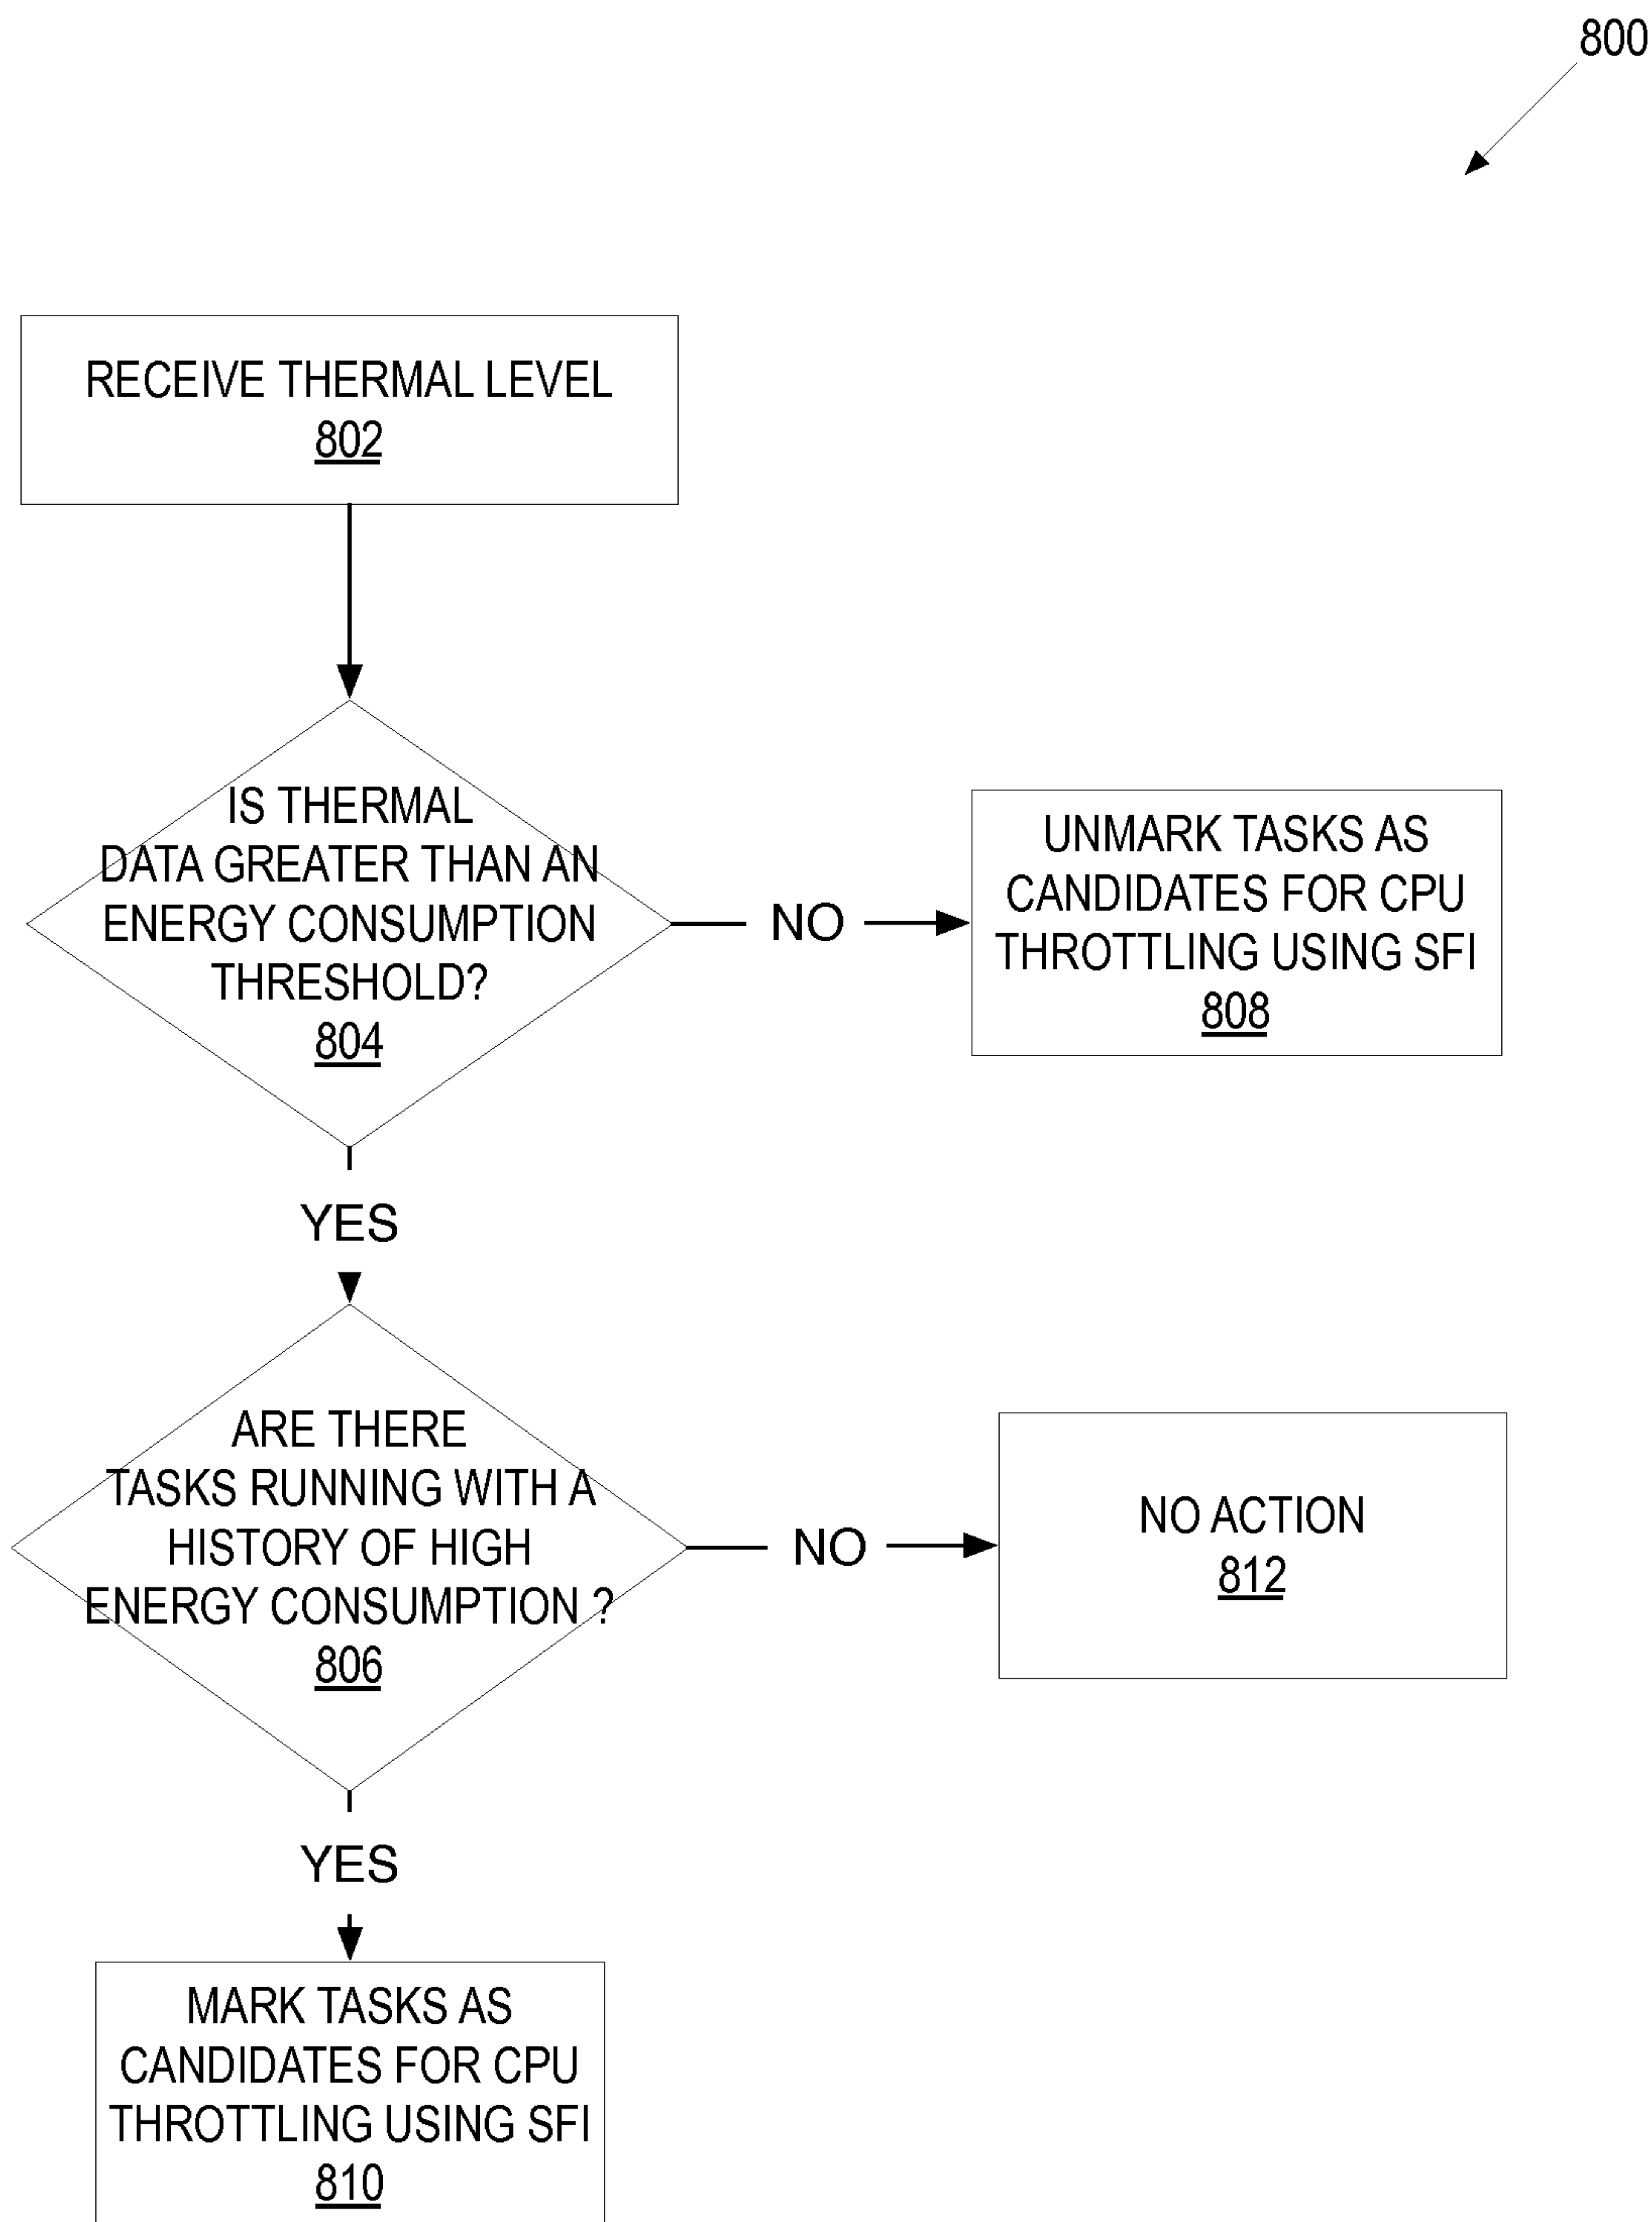 800
RECEIVE THERMAL LEVEL
802
IS THERMAL
DATA GREATER THAN AN
ENERGY CONSUMPTION
THRESHOLD?
804
NO
UNMARK TASKS AS
CANDIDATES FOR CPU
THROTTLING USING SFI
808
YES
ARE THERE
TASKS RUNNING WITH A
HISTORY OF HIGH
ENERGY CONSUMPTION ?
806
NO
NO ACTION
812
YES
MARK TASKS AS
CANDIDATES FOR CPU
THROTTLING USING SFI
810